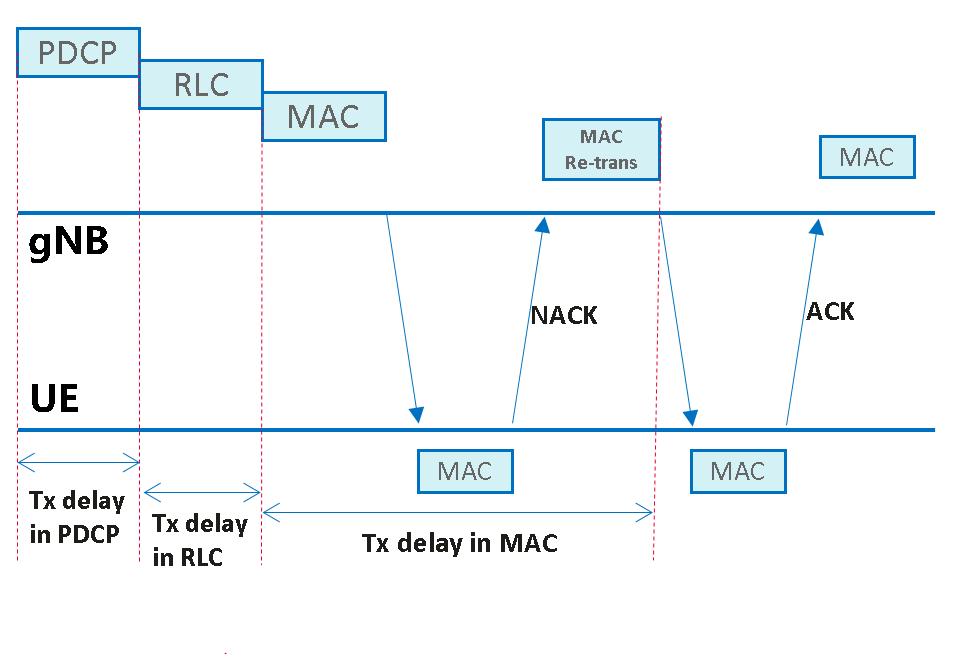 PDCP
RLC
MAC
MAC
Re-trans
MAC
gNB
NACK
ACK
UE
MAC
MAC
Tx delay
in PDCP
Tx delay
in RLC
Tx delay in MAC